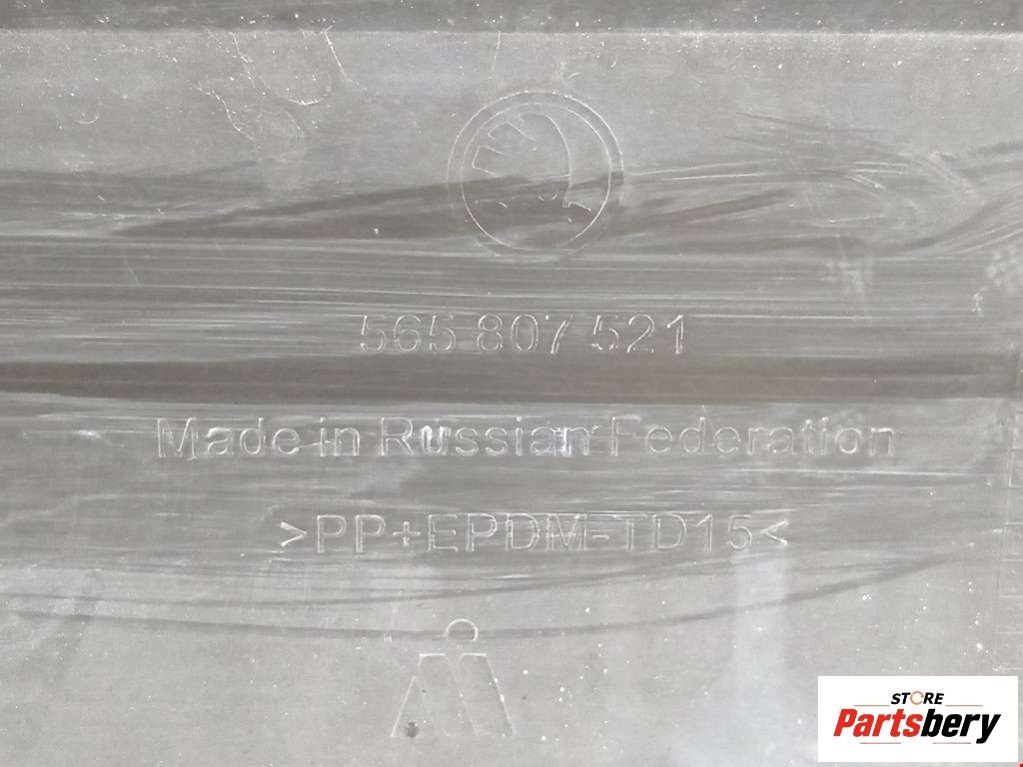 565 807 521
Made in Russian Federation
>PP+EPDM-TD15<
STORE
Partsbery